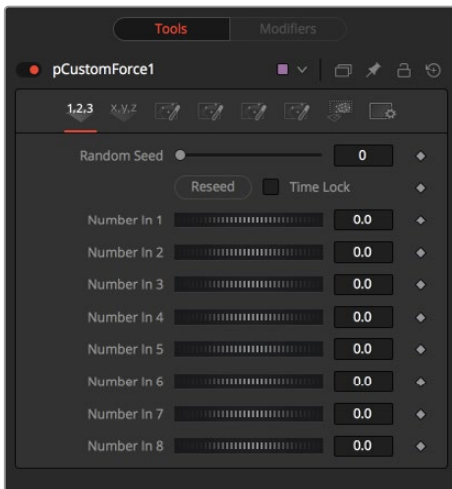 Tools Modifiers
pCustomForce1
1,2,3 x,y,z
Random Seed 0
Reseed Time Lock
Number In 1 0.0
Number In 2 0.0
Number In 3 0.0
Number In 4 0.0
Number In 5 0.0
Number In 6 0.0
Number In 7 0.0
Number In 8 0.0